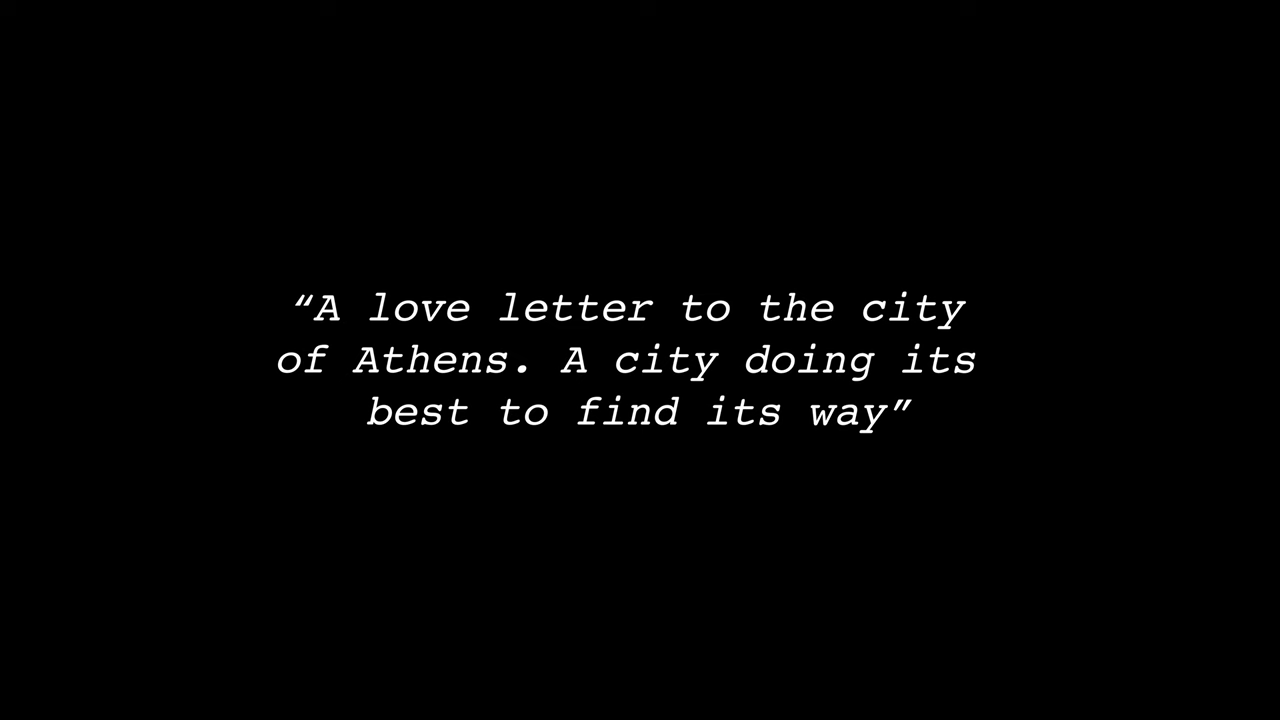 “A love letter to the city
of Athens. A city doing its
best to find its way”